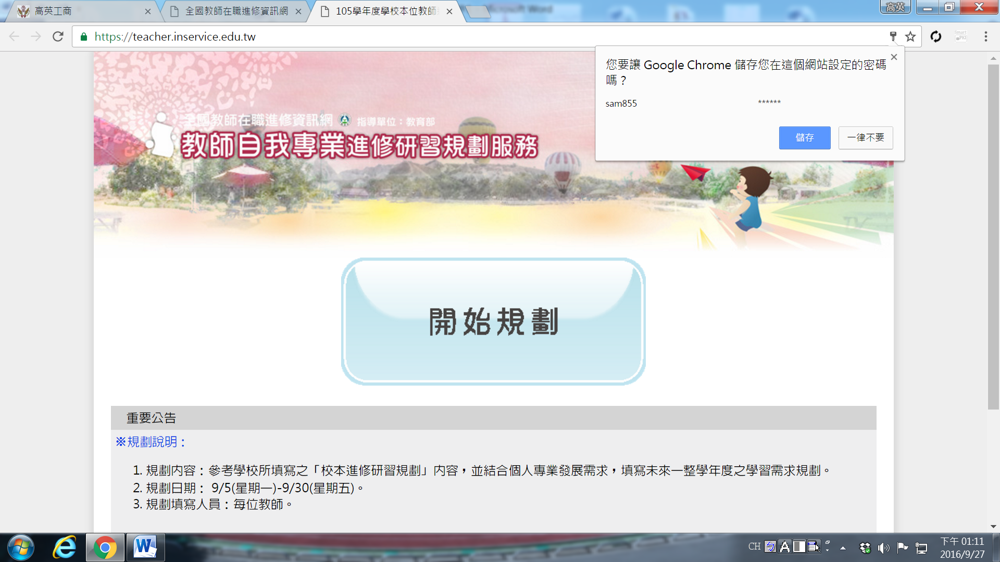 高英工商
全國教師在職進修資訊網
105學年度學校本位教師
Microsoft Word
高英
https://teacher.inservice.edu.tw
Smart
PKI
您要讓 Google Chrome 儲存您在這個網站設定的密碼
嗎？
sam855 ******
儲存 一律不要
全國教師在職進修資訊網 指導單位：教育部
教師自我專業進修研習規劃服務
開始規劃
重要公告
※規劃說明：
1. 規劃內容：參考學校所填寫之「校本進修研習規劃」內容，並結合個人專業發展需求，填寫未來一整學年度之學習需求規劃。
2. 規劃日期： 9/5(星期一)-9/30(星期五)。
3. 規劃填寫人員：每位教師。
CH
下午 01:11
2016/9/27